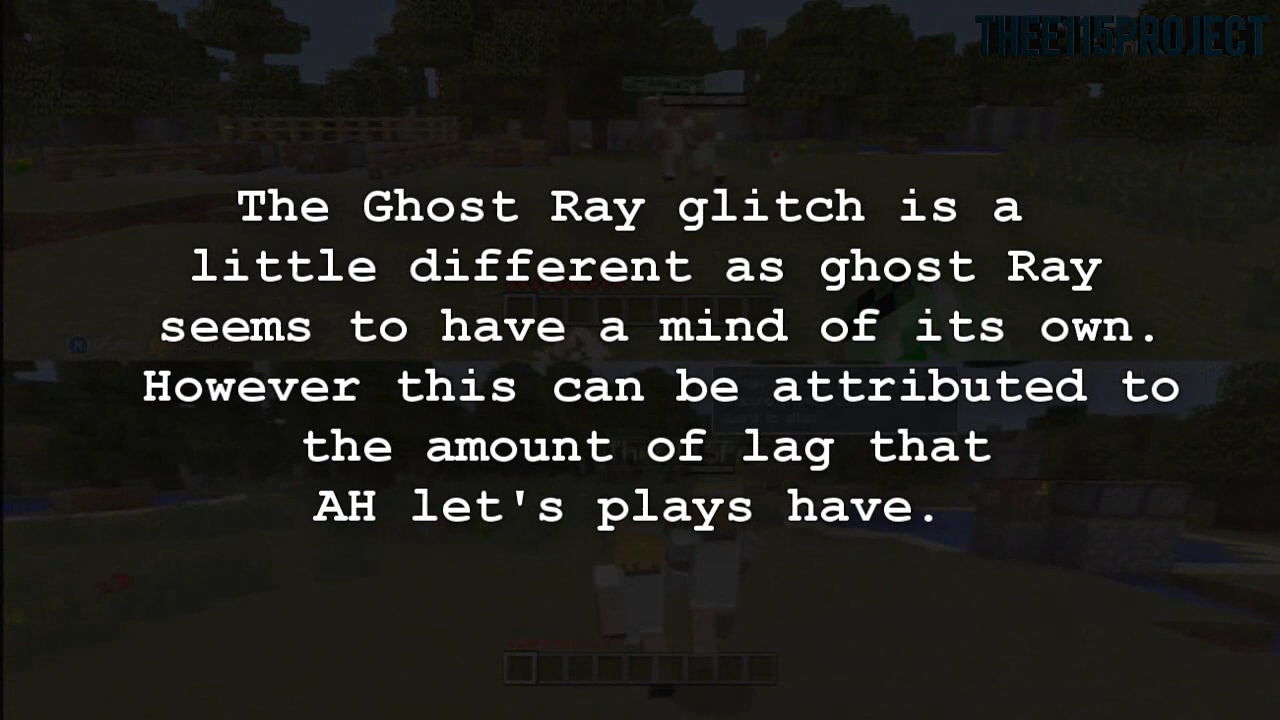 THEE115PROJECT
The Ghost Ray glitch is a
little different as ghost Ray
seems to have a mind of its own.
However this can be attributed to
the amount of lag that
AH let's plays have.